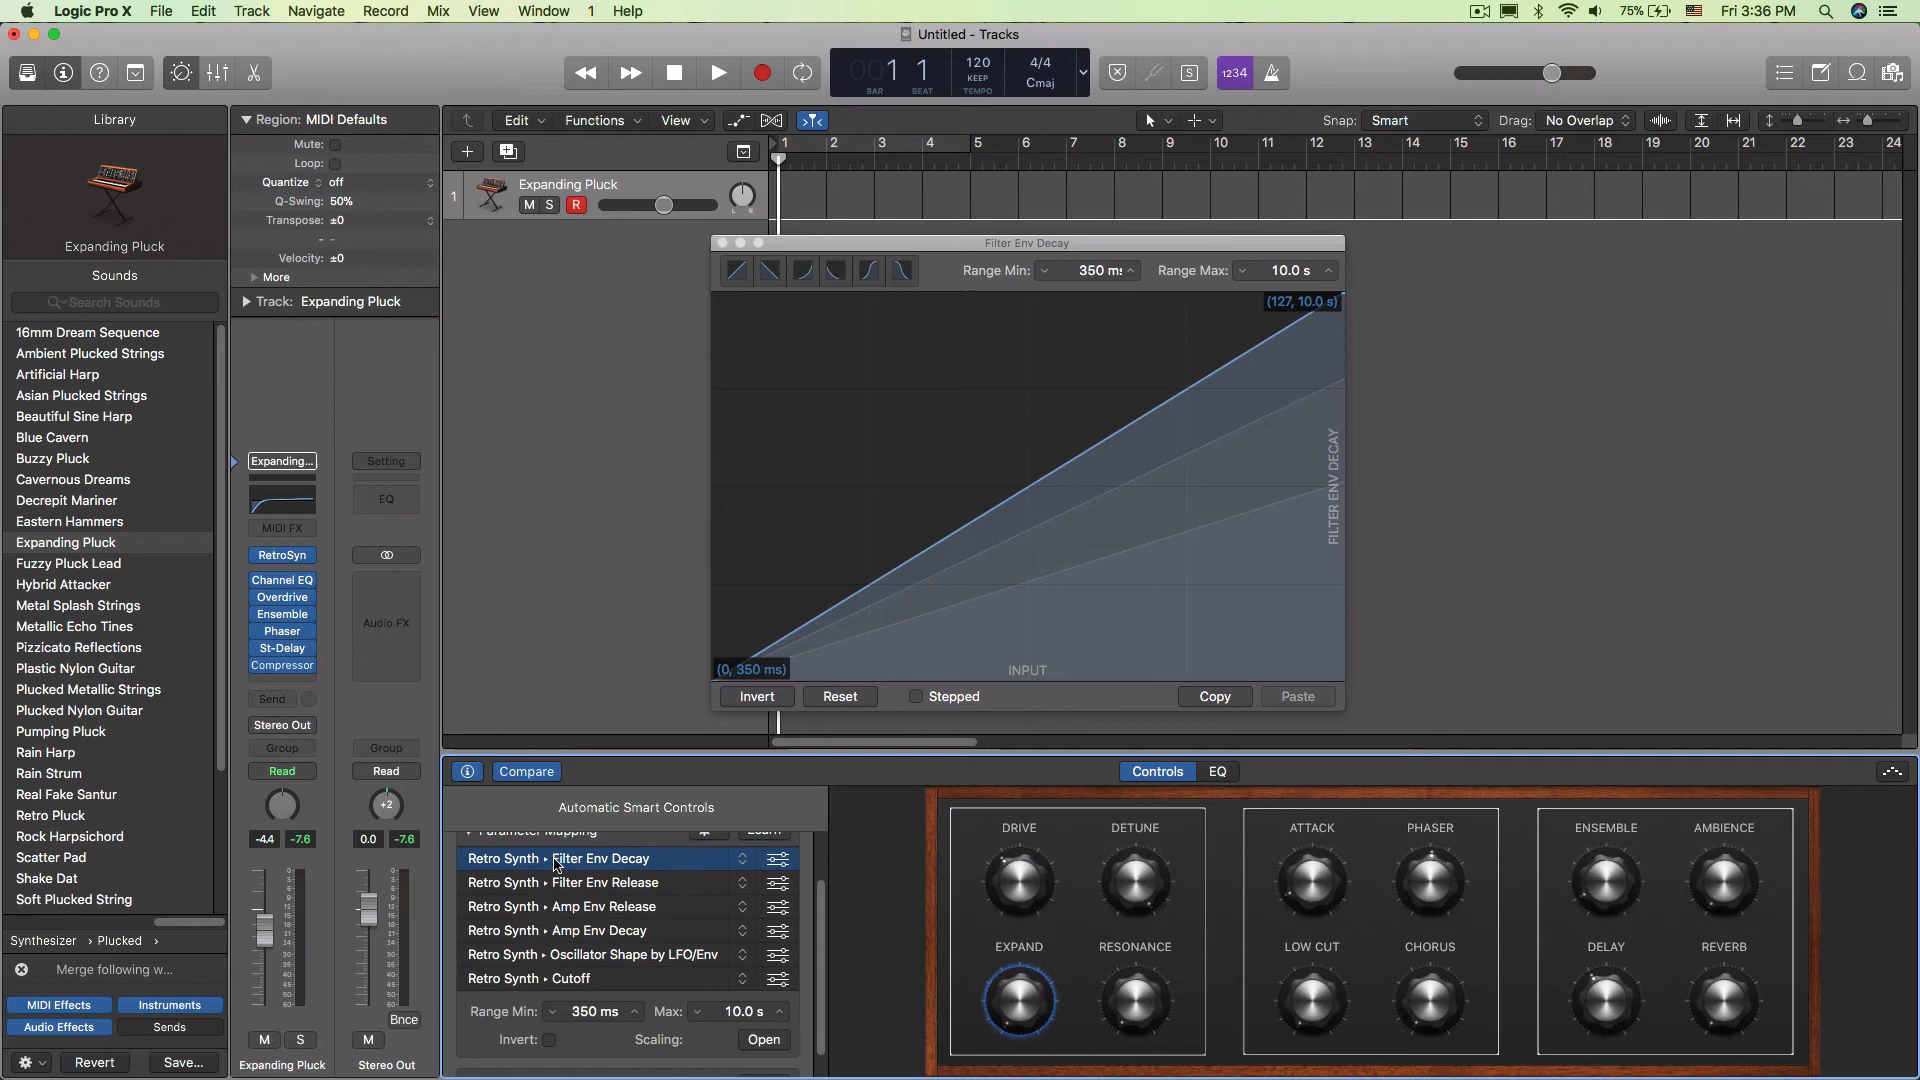 Logic Pro X File Edit Track Navigate Record Mix View Window 1 Help 75% Fri 3:36 PM
Untitled - Tracks
001 1 120 4/4
KEEP Cmaj
BAR BEAT TEMPO
1234
Library
Expanding Pluck
Sounds
Search Sounds
16mm Dream Sequence
Ambient Plucked Strings
Artificial Harp
Asian Plucked Strings
Beautiful Sine Harp
Blue Cavern
Buzzy Pluck
Cavernous Dreams
Decrepit Mariner
Eastern Hammers
Expanding Pluck
Fuzzy Pluck Lead
Hybrid Attacker
Metal Splash Strings
Metallic Echo Tines
Pizzicato Reflections
Plastic Nylon Guitar
Plucked Metallic Strings
Plucked Nylon Guitar
Pumping Pluck
Rain Harp
Rain Strum
Real Fake Santur
Retro Pluck
Rock Harpsichord
Scatter Pad
Shake Dat
Soft Plucked String
Synthesizer Plucked
Merge following w...
MIDI Effects Instruments
Audio Effects Sends
Revert Save...
Region: MIDI Defaults
Mute:
Loop:
Quantize off
Q-Swing: 50%
Transpose: ±0
- -
Velocity: ±0
More
Track: Expanding Pluck
Expanding... Setting
EQ
MIDI FX
RetroSyn
Channel EQ
Overdrive
Ensemble
Phaser
St-Delay
Compressor
Audio FX
Send
Stereo Out
Group Group
Read Read
+2
-4.4 -7.6 0.0 -7.6
Bnce
M S M
Expanding Pluck Stereo Out
Edit Functions View Snap: Smart Drag: No Overlap
1 2 3 4 5 6 7 8 9 10 11 12 13 14 15 16 17 18 19 20 21 22 23 24
1 Expanding Pluck
M S R L R
Filter Env Decay
Range Min: 350 ms Range Max: 10.0 s
(127, 10.0 s)
FILTER ENV DECAY
(0, 350 ms)
INPUT
Invert Reset Stepped Copy Paste
Compare Controls EQ
Automatic Smart Controls
Parameter Mapping Learn
Retro Synth ▸ Filter Env Decay
Retro Synth ▸ Filter Env Release
Retro Synth ▸ Amp Env Release
Retro Synth ▸ Amp Env Decay
Retro Synth ▸ Oscillator Shape by LFO/Env
Retro Synth ▸ Cutoff
Range Min: 350 ms Max: 10.0 s
Invert: Scaling: Open
DRIVE DETUNE ATTACK PHASER ENSEMBLE AMBIENCE
EXPAND RESONANCE LOW CUT CHORUS DELAY REVERB